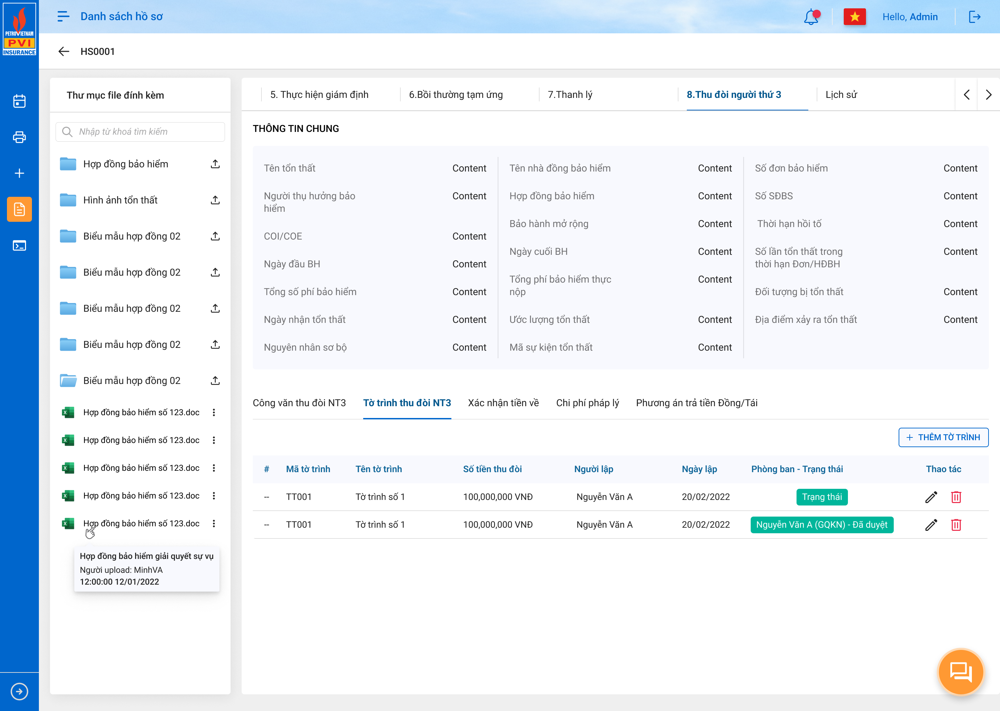 PETROVIETNAM
PVI
INSURANCE
Danh sách hồ sơ
Hello, Admin
HS0001
Thư mục file đính kèm
Nhập từ khoá tìm kiếm
Hợp đồng bảo hiểm
Hình ảnh tổn thất
Biểu mẫu hợp đồng 02
Biểu mẫu hợp đồng 02
Biểu mẫu hợp đồng 02
Biểu mẫu hợp đồng 02
Biểu mẫu hợp đồng 02
Hợp đồng bảo hiểm số 123.doc
Hợp đồng bảo hiểm số 123.doc
Hợp đồng bảo hiểm số 123.doc
Hợp đồng bảo hiểm số 123.doc
Hợp đồng bảo hiểm số 123.doc
Hợp đồng bảo hiểm giải quyết sự vụ
Người upload: MinhVA
12:00:00 12/01/2022
5. Thực hiện giám định 6.Bồi thường tạm ứng 7.Thanh lý 8.Thu đòi người thứ 3 Lịch sử
THÔNG TIN CHUNG
Tên tổn thất Content
Người thụ hưởng bảo Content
hiểm
COI/COE Content
Ngày đầu BH Content
Tổng số phí bảo hiểm Content
Ngày nhận tổn thất Content
Nguyên nhân sơ bộ Content
Tên nhà đồng bảo hiểm Content
Hợp đồng bảo hiểm Content
Bảo hành mở rộng Content
Ngày cuối BH Content
Tổng phí bảo hiểm thực Content
nộp
Ước lượng tổn thất Content
Mã sự kiện tổn thất Content
Số đơn bảo hiểm Content
Số SĐBS Content
Thời hạn hồi tố Content
Số lần tổn thất trong Content
thời hạn Đơn/HĐBH
Đối tượng bị tổn thất Content
Địa điểm xảy ra tổn thất Content
Công văn thu đòi NT3 Tờ trình thu đòi NT3 Xác nhận tiền về Chi phí pháp lý Phương án trả tiền Đồng/Tái
+ THÊM TỜ TRÌNH
# Mã tờ trình Tên tờ trình Số tiền thu đòi Người lập Ngày lập Phòng ban - Trạng thái Thao tác
-- TT001 Tờ trình số 1 100,000,000 VNĐ Nguyễn Văn A 20/02/2022 Trạng thái
-- TT001 Tờ trình số 1 100,000,000 VNĐ Nguyễn Văn A 20/02/2022 Nguyễn Văn A (GQKN) - Đã duyệt